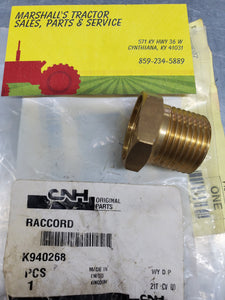 MARSHALL'S TRACTOR
SALES, PARTS & SERVICE
571 KY HWY 36 W
CYNTHIANA, KY 41031
859-234-5889
ONE
CNH ORIGINAL PARTS
RACCORD
K940268
PCS
1
MADE IN
UNITED
KINGDOM
WY D P